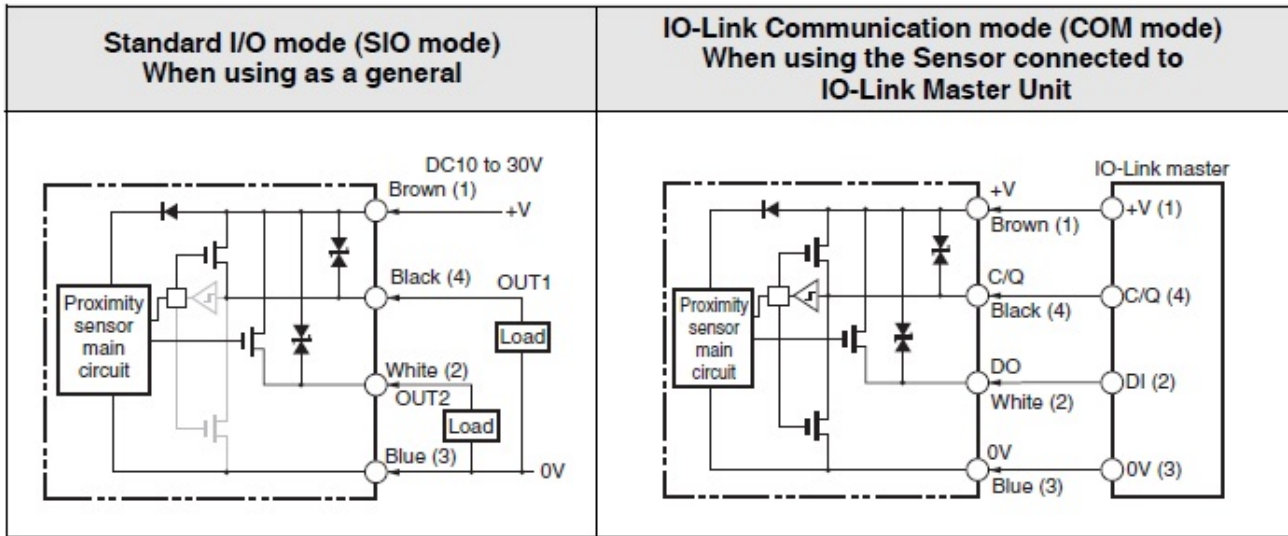 Standard I/O mode (SIO mode)
When using as a general
IO-Link Communication mode (COM mode)
When using the Sensor connected to
IO-Link Master Unit
DC10 to 30V
Brown (1)
+V
Black (4)
OUT1
Proximity
sensor
main
circuit
Load
White (2)
OUT2
Load
Blue (3)
0V
IO-Link master
+V
+V (1)
Brown (1)
C/Q
C/Q (4)
Black (4)
Proximity
sensor
main
circuit
DO
DI (2)
White (2)
0V
0V (3)
Blue (3)